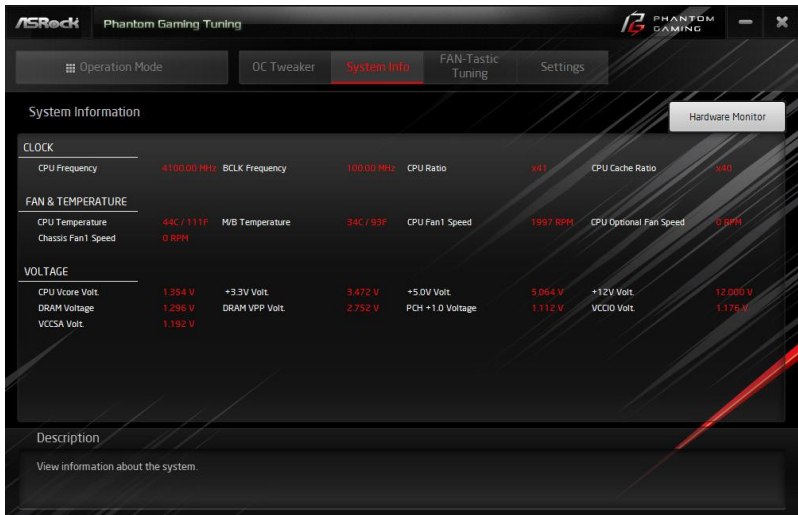 ASRock Phantom Gaming Tuning PHANTOM GAMING
Operation Mode OC Tweaker System Info FAN-Tastic Tuning Settings
System Information
Hardware Monitor
CLOCK
CPU Frequency 4100.00 MHz BCLK Frequency 100.00 MHz CPU Ratio x41 CPU Cache Ratio x40
FAN & TEMPERATURE
CPU Temperature 44C / 111F M/B Temperature 34C / 93F CPU Fan1 Speed 1997 RPM CPU Optional Fan Speed 0 RPM
Chassis Fan1 Speed 0 RPM
VOLTAGE
CPU Vcore Volt. 1.354 V +3.3V Volt. 3.472 V +5.0V Volt. 5.064 V +12V Volt. 12.000 V
DRAM Voltage 1.296 V DRAM VPP Volt. 2.752 V PCH +1.0 Voltage 1.112 V VCCIO Volt. 1.176 V
VCCSA Volt. 1.192 V
Description
View information about the system.